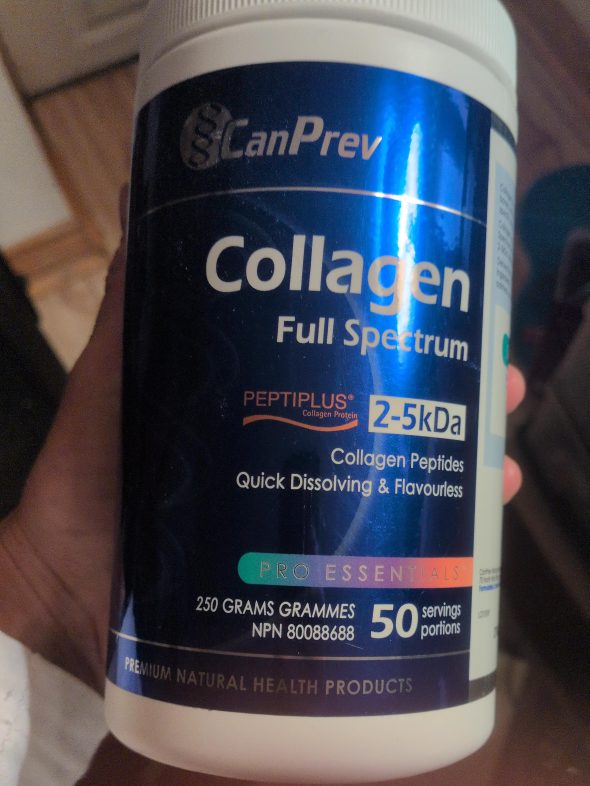 CanPrev
Collagen
Full Spectrum
PEPTIPLUS®
Collagen Protein
2-5kDa
Collagen Peptides
Quick Dissolving & Flavourless
PRO ESSENTIALS
250 GRAMS GRAMMES
NPN 80088688
50 servings
portions
PREMIUM NATURAL HEALTH PRODUCTS